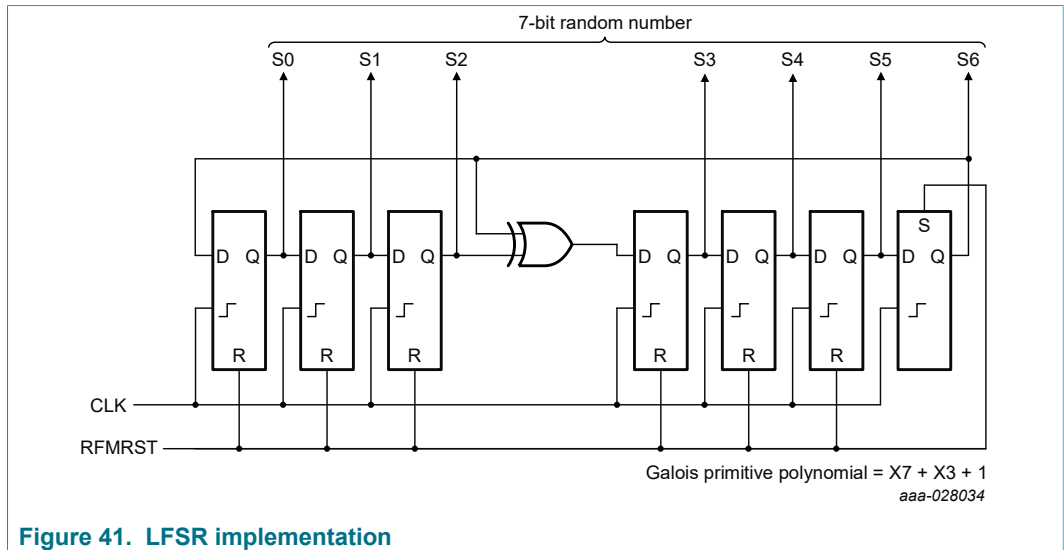 7-bit random number
S0 S1 S2 S3 S4 S5 S6
S
D Q D Q D Q D Q D Q D Q D Q
R R R R R R
CLK
RFMRST
Galois primitive polynomial = X7 + X3 + 1
aaa-028034
Figure 41. LFSR implementation